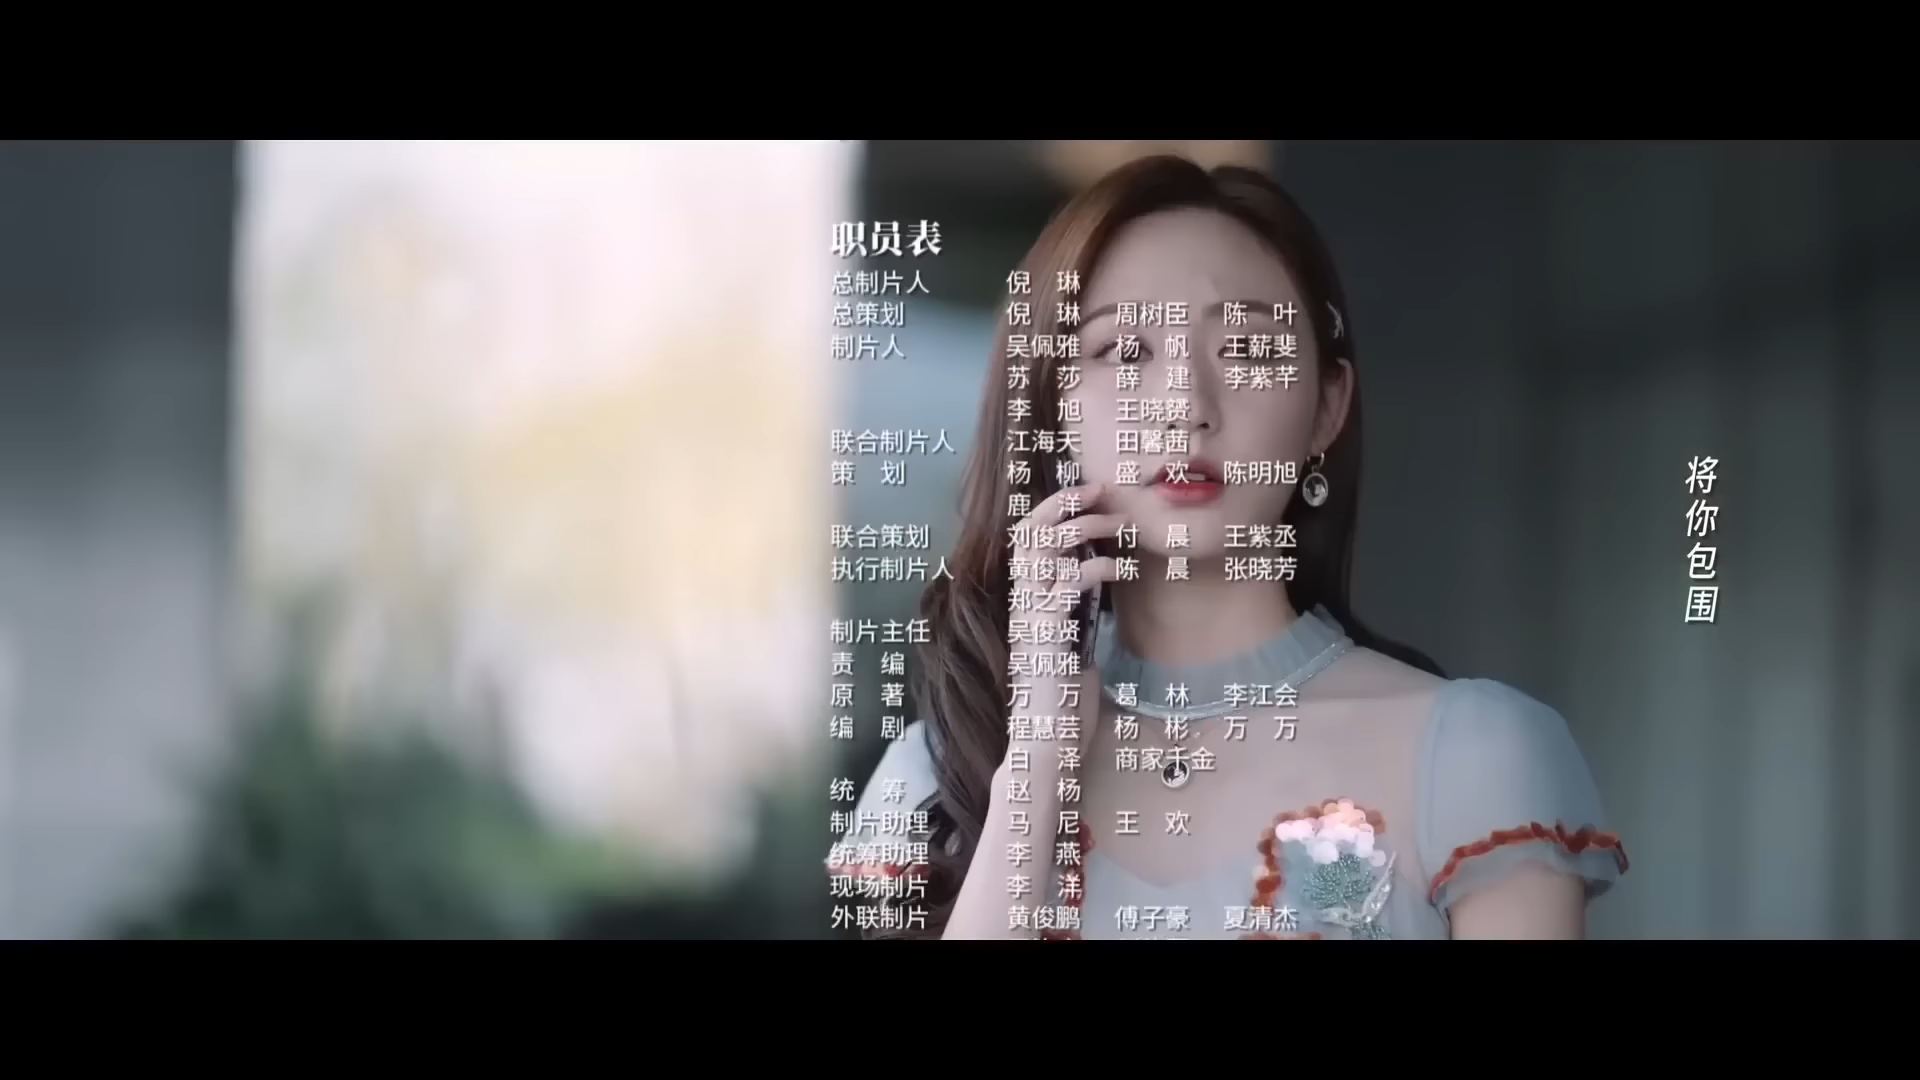 职员表
总制片人 倪 琳
总策划 倪 琳 周树臣 陈 叶
制片人 吴佩雅 杨 帆 王薪斐
苏 莎 薛 建 李紫芊
李 旭 王晓赟
联合制片人 江海天 田馨茜
策 划 杨 柳 盛 欢 陈明旭
鹿 洋
联合策划 刘俊彦 付 晨 王紫丞
执行制片人 黄俊鹏 陈 晨 张晓芳
郑之宇
制片主任 吴俊贤
责 编 吴佩雅
原 著 万 万 葛 林 李江会
编 剧 程慧芸 杨 彬 万 万
白 泽 商家千金
统 筹 赵 杨
制片助理 马 尼 王 欢
统筹助理 李 燕
现场制片 李 洋
外联制片 黄俊鹏 傅子豪 夏清杰
将你包围